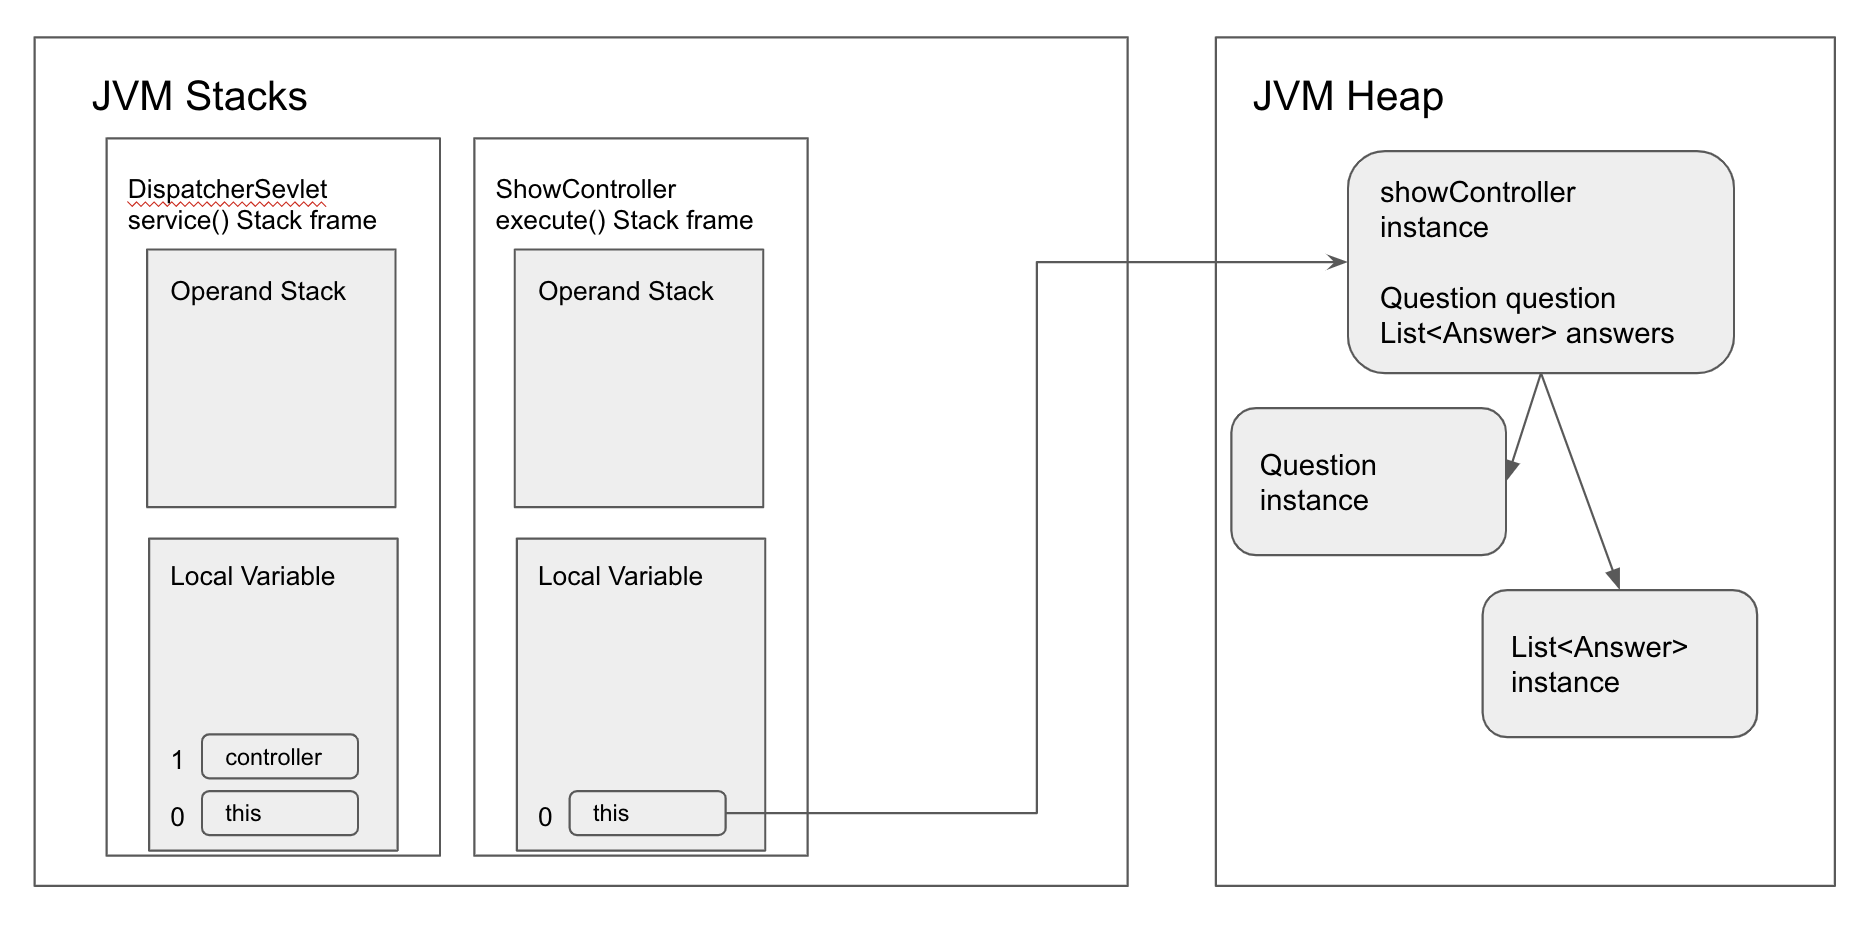 JVM Stacks
DispatcherSevlet
service() Stack frame
Operand Stack
Local Variable
1 controller
0 this
ShowController
execute() Stack frame
Operand Stack
Local Variable
0 this
JVM Heap
showController
instance
Question question
List<Answer> answers
Question
instance
List<Answer>
instance